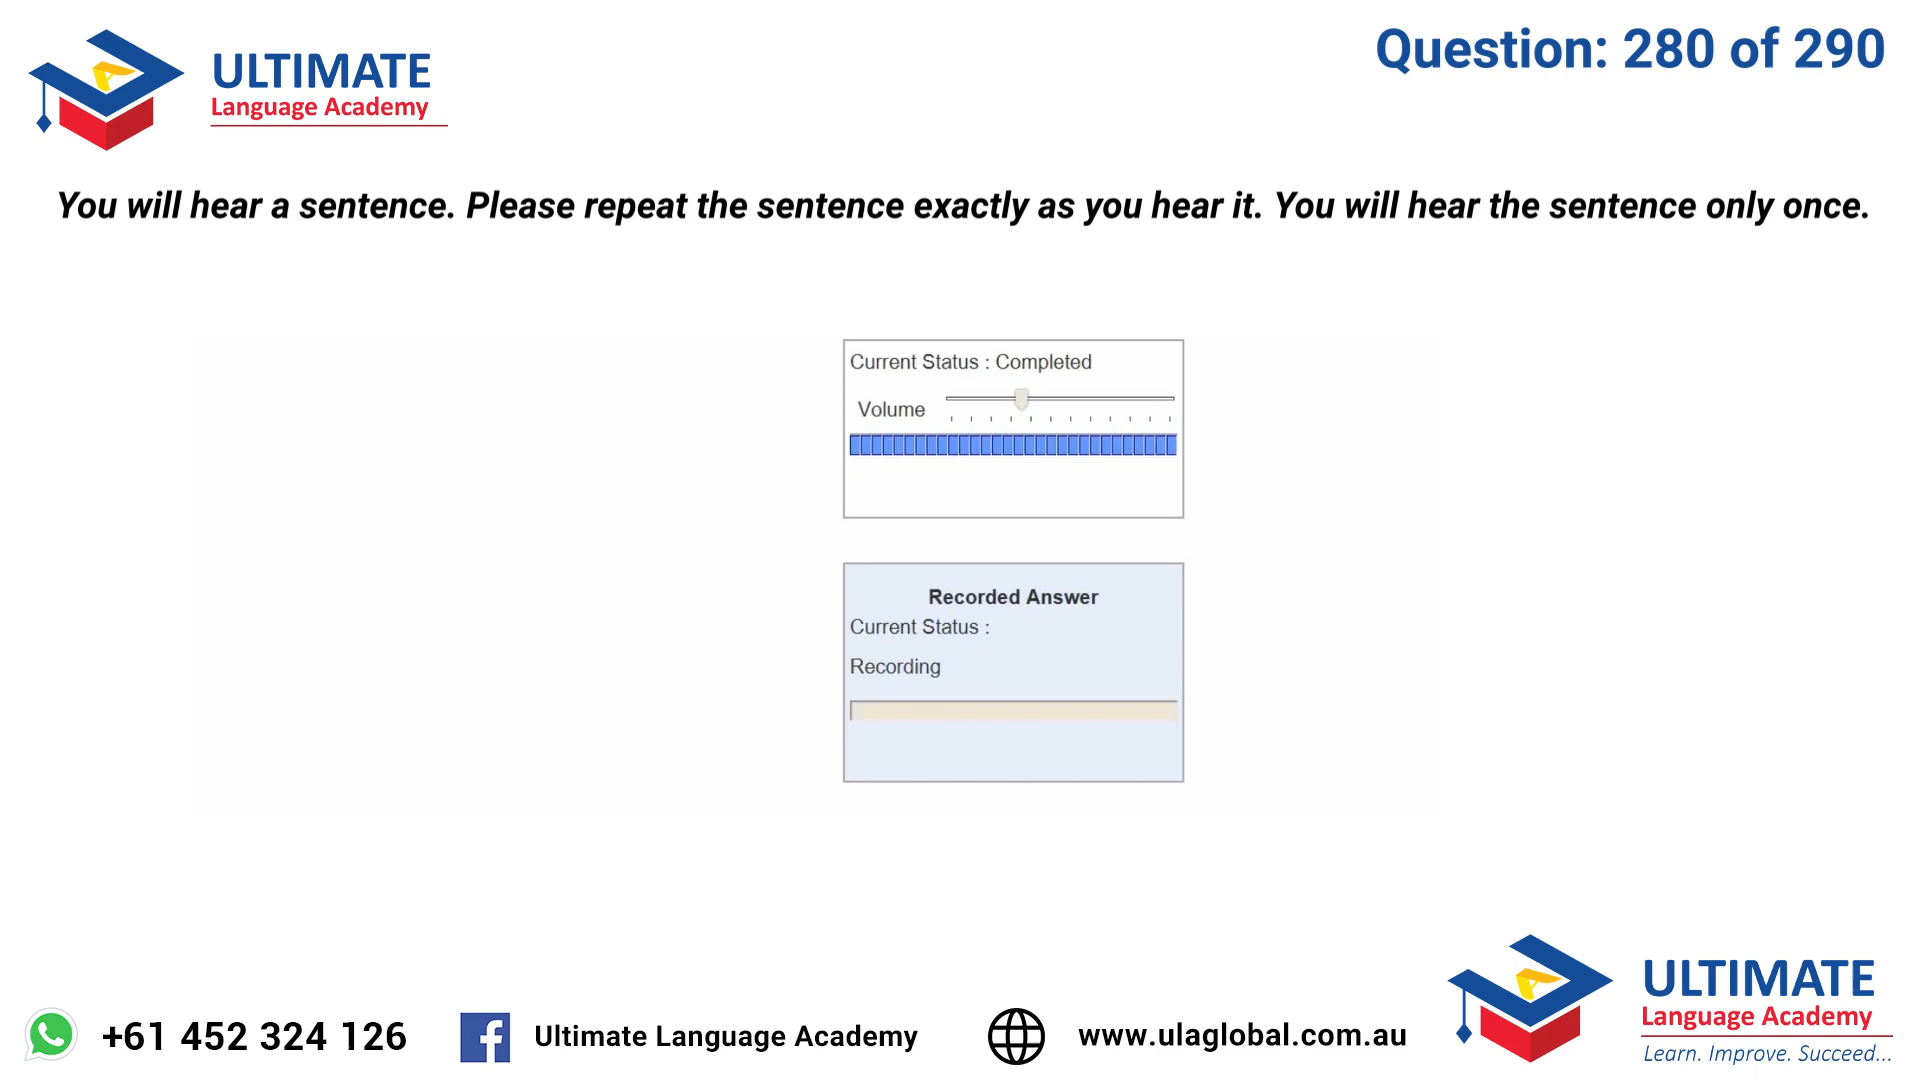 ULTIMATE
Language Academy
Question: 280 of 290
You will hear a sentence. Please repeat the sentence exactly as you hear it. You will hear the sentence only once.
Current Status : Completed
Volume
Recorded Answer
Current Status :
Recording
+61 452 324 126
Ultimate Language Academy
www.ulaglobal.com.au
ULTIMATE
Language Academy
Learn. Improve. Succeed...